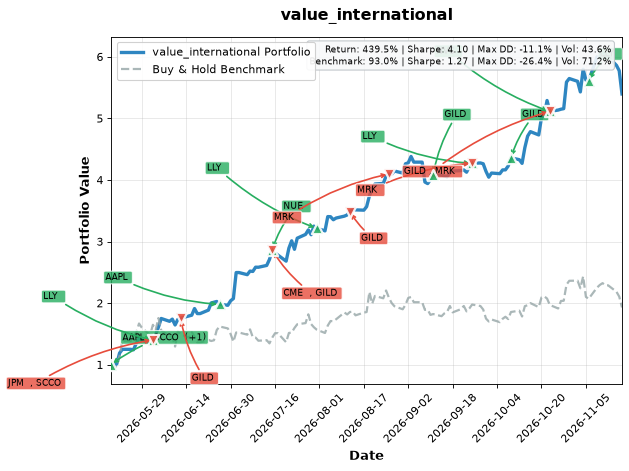 value_international
value_international Portfolio
Buy & Hold Benchmark
Return: 439.5% | Sharpe: 4.10 | Max DD: -11.1% | Vol: 43.6%
Benchmark: 93.0% | Sharpe: 1.27 | Max DD: -26.4% | Vol: 71.2%
Portfolio Value
6
5
4
3
2
1
GILD
GILD
LLY
LLY
GILD
MRK
MRK
NUE
MRK
GILD
CME , GILD
AAPL
LLY
AAPL
SCCO (+1)
JPM , SCCO
GILD
2026-05-29
2026-06-14
2026-06-30
2026-07-16
2026-08-01
2026-08-17
2026-09-02
2026-09-18
2026-10-04
2026-10-20
2026-11-05
Date